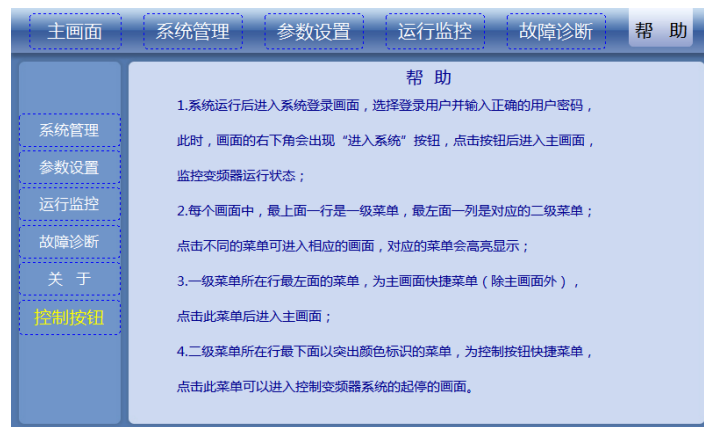 主画面 系统管理 参数设置 运行监控 故障诊断 帮 助
系统管理
参数设置
运行监控
故障诊断
关 于
控制按钮
帮 助
1.系统运行后进入系统登录画面，选择登录用户并输入正确的用户密码，
此时，画面的右下角会出现“进入系统”按钮，点击按钮后进入主画面，
监控变频器运行状态；
2.每个画面中，最上面一行是一级菜单，最左面一列是对应的二级菜单；
点击不同的菜单可进入相应的画面，对应的菜单会高亮显示；
3.一级菜单所在行最左面的菜单，为主画面快捷菜单（除主画面外），
点击此菜单后进入主画面；
4.二级菜单所在行最下面以突出颜色标识的菜单，为控制按钮快捷菜单，
点击此菜单可以进入控制变频器系统的起停的画面。